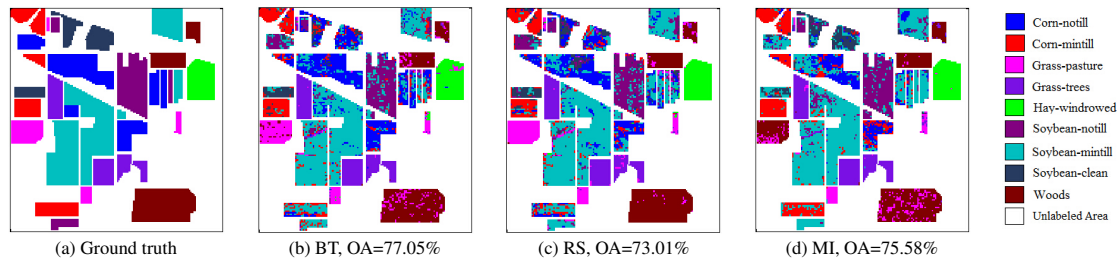 Corn-notill
Corn-mintill
Grass-pasture
Grass-trees
Hay-windrowed
Soybean-notill
Soybean-mintill
Soybean-clean
Woods
Unlabeled Area
(a) Ground truth
(b) BT, OA=77.05%
(c) RS, OA=73.01%
(d) MI, OA=75.58%